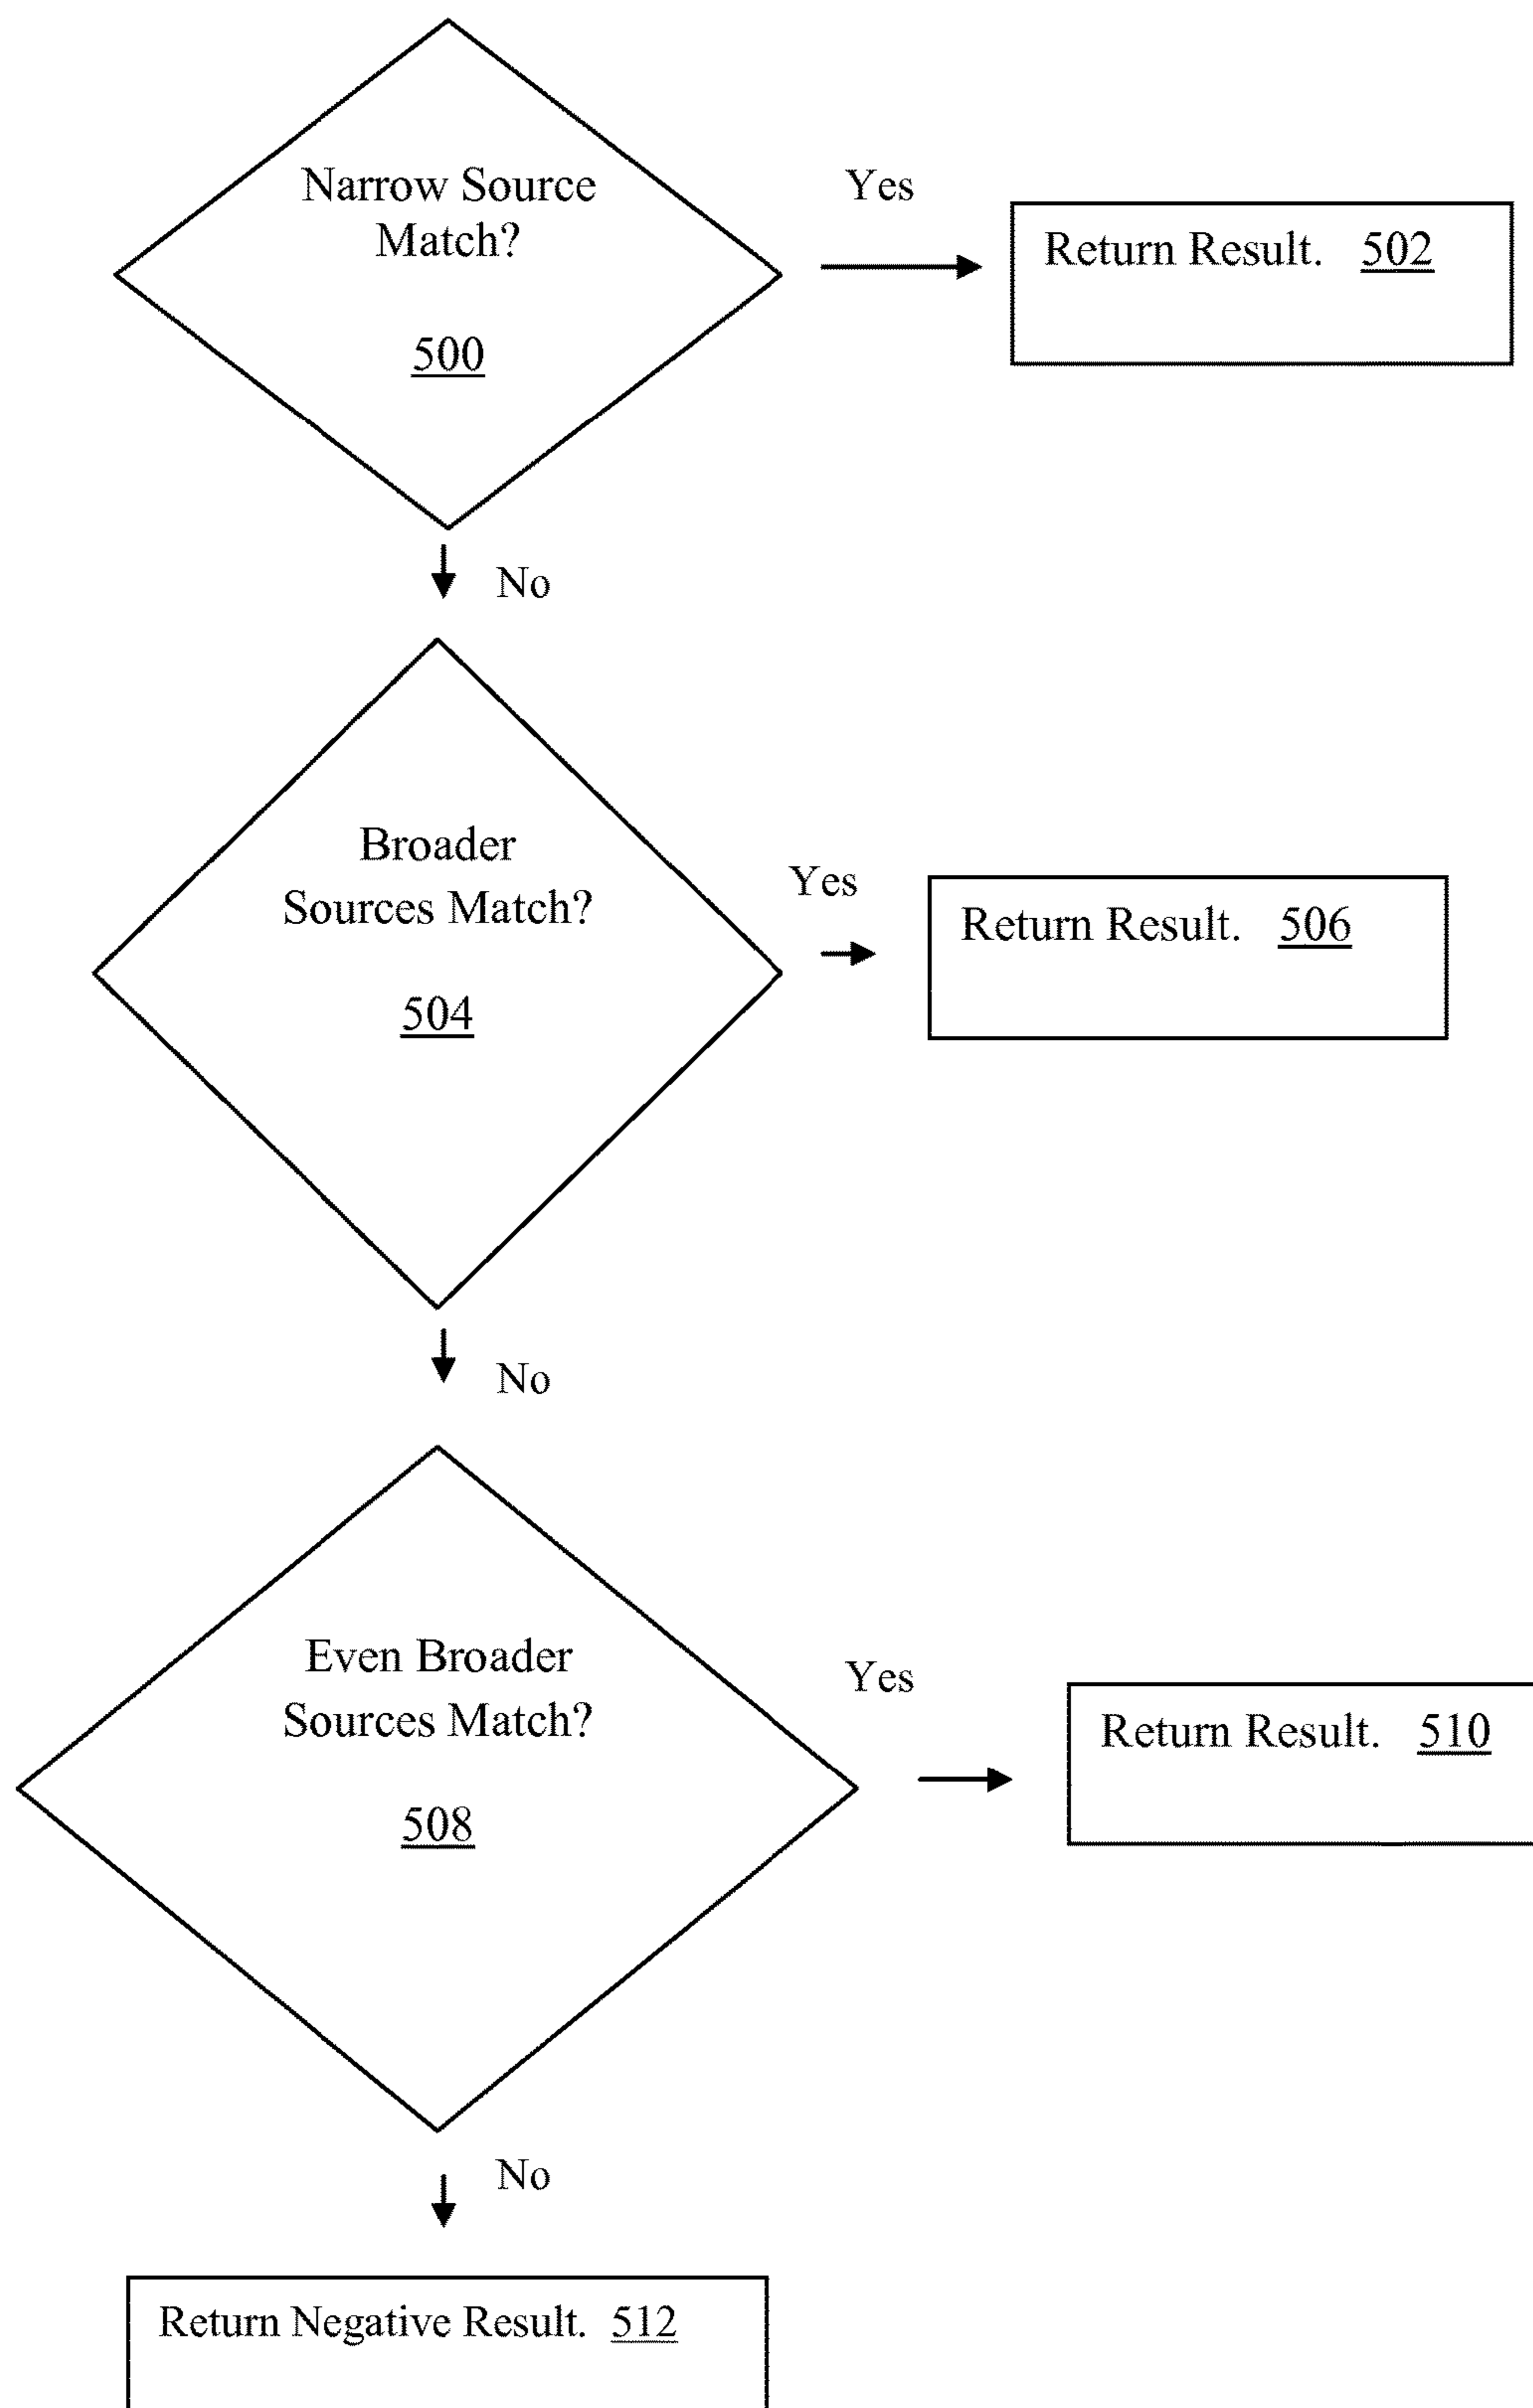 Narrow Source
Match?
500
Yes
Return Result. 502
No
Broader
Sources Match?
504
Yes
Return Result. 506
No
Even Broader
Sources Match?
508
Yes
Return Result. 510
No
Return Negative Result. 512